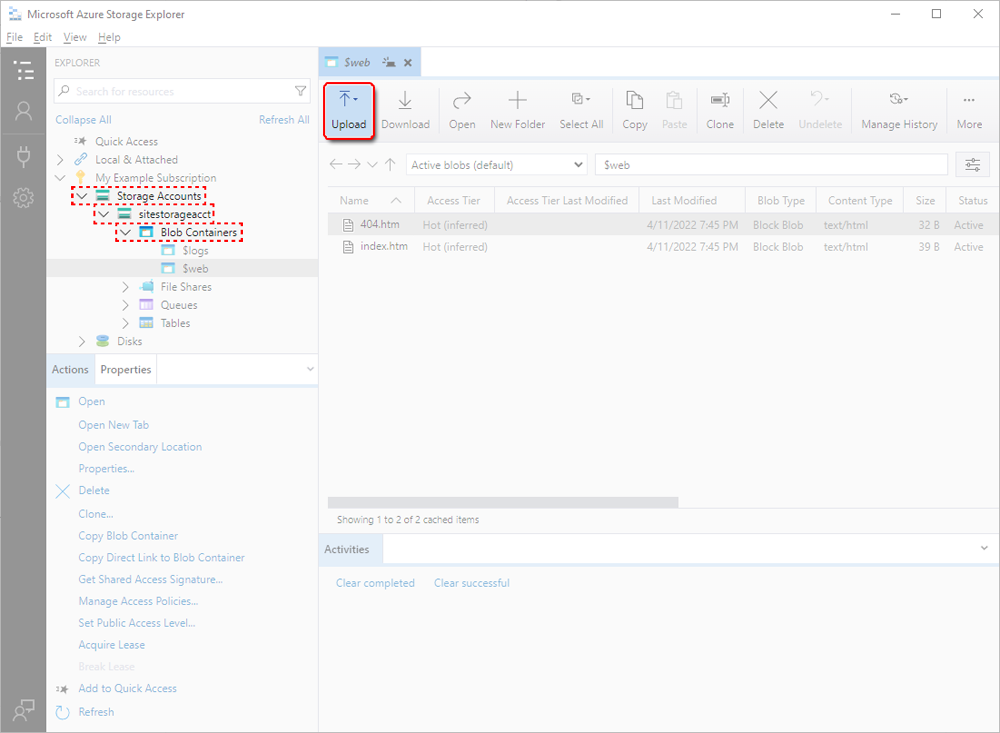 Microsoft Azure Storage Explorer
File Edit View Help
EXPLORER
Search for resources
Collapse All Refresh All
Quick Access
Local & Attached
My Example Subscription
Storage Accounts
sitestorageacct
Blob Containers
$logs
$web
File Shares
Queues
Tables
Disks
Actions Properties
Open
Open New Tab
Open Secondary Location
Properties...
Delete
Clone...
Copy Blob Container
Copy Direct Link to Blob Container
Get Shared Access Signature...
Manage Access Policies...
Set Public Access Level...
Acquire Lease
Break Lease
Add to Quick Access
Refresh
$web
Upload Download Open New Folder Select All Copy Paste Clone Delete Undelete Manage History More
Active blobs (default) $web
Name Access Tier Access Tier Last Modified Last Modified Blob Type Content Type Size Status
404.htm Hot (inferred) 4/11/2022 7:45 PM Block Blob text/html 32 B Active
index.htm Hot (inferred) 4/11/2022 7:45 PM Block Blob text/html 39 B Active
Showing 1 to 2 of 2 cached items
Activities
Clear completed Clear successful